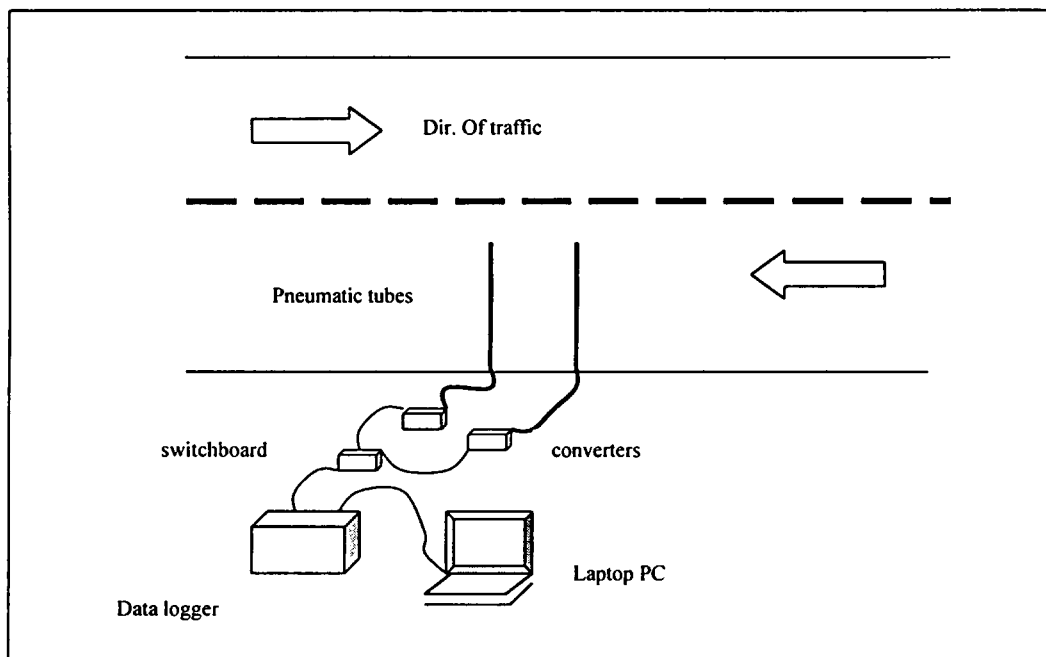 Dir. Of traffic
Pneumatic tubes
switchboard
converters
Laptop PC
Data logger